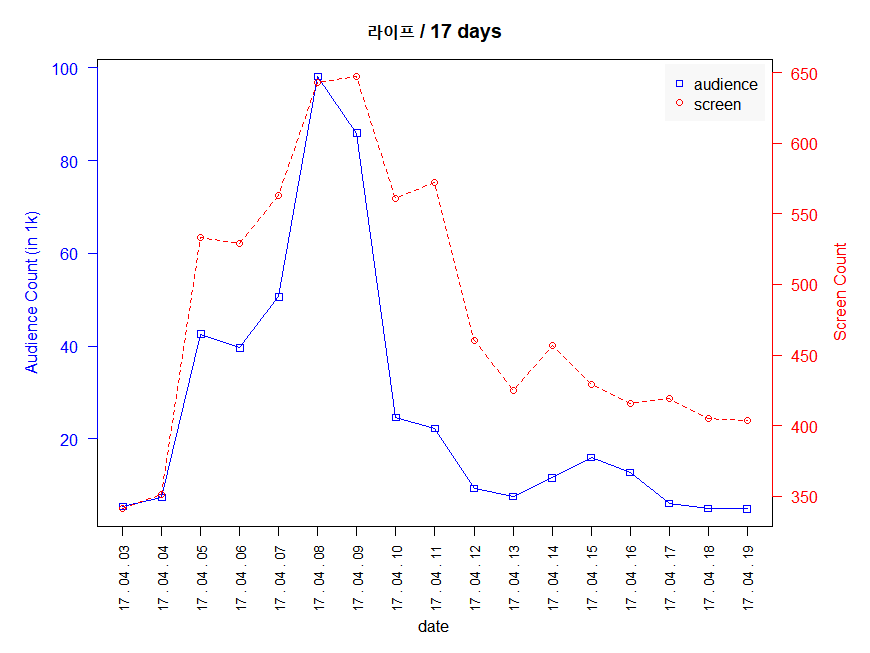 라이프 / 17 days
audience
screen
Audience Count (in 1k)
100
80
60
40
20
Screen Count
650
600
550
500
450
400
350
17 . 04 . 03
17 . 04 . 04
17 . 04 . 05
17 . 04 . 06
17 . 04 . 07
17 . 04 . 08
17 . 04 . 09
17 . 04 . 10
17 . 04 . 11
17 . 04 . 12
17 . 04 . 13
17 . 04 . 14
17 . 04 . 15
17 . 04 . 16
17 . 04 . 17
17 . 04 . 18
17 . 04 . 19
date